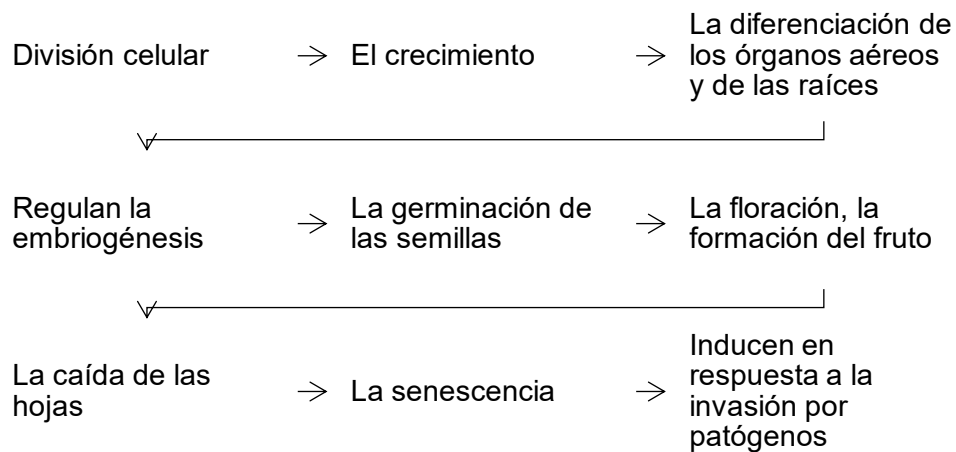 División celular
El crecimiento
La diferenciación de
los órganos aéreos
y de las raíces
Regulan la
embriogénesis
La germinación de
las semillas
La floración, la
formación del fruto
La caída de las
hojas
La senescencia
Inducen en
respuesta a la
invasión por
patógenos